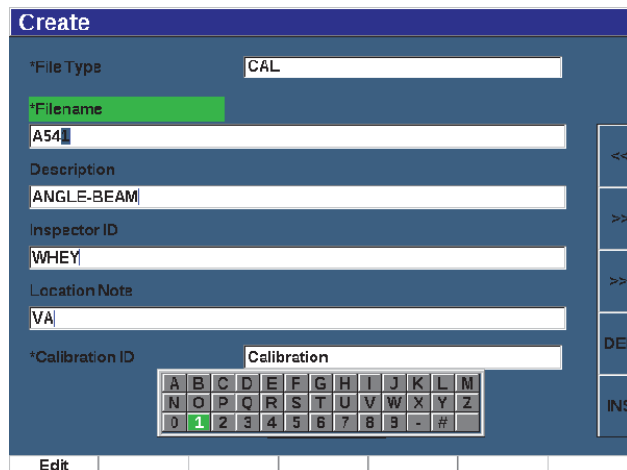 Create
*File Type CAL
*Filename
A541
Description
ANGLE-BEAM
Inspector ID
WHEY
Location Note
VA
*Calibration ID Calibration
A B C D E F G H I J K L M
N O P Q R S T U V W X Y Z
0 1 2 3 4 5 6 7 8 9 - #
<<
>>
>>
DE
INS
Edit